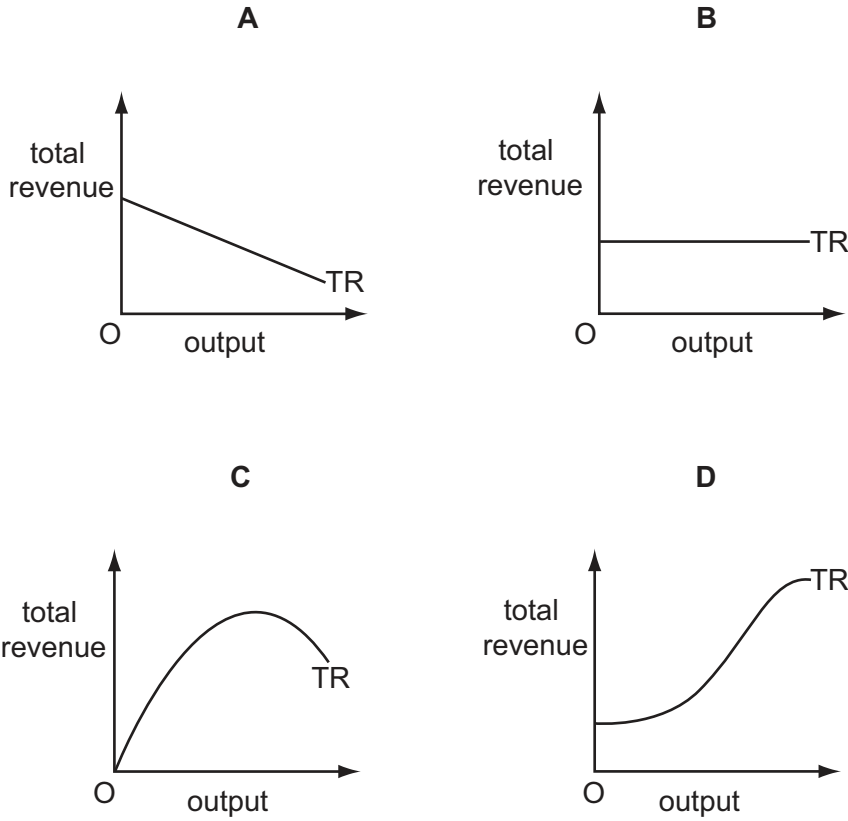 A
total
revenue
TR
O
output
B
total
revenue
TR
O
output
C
total
revenue
TR
O
output
D
total
revenue
TR
O
output